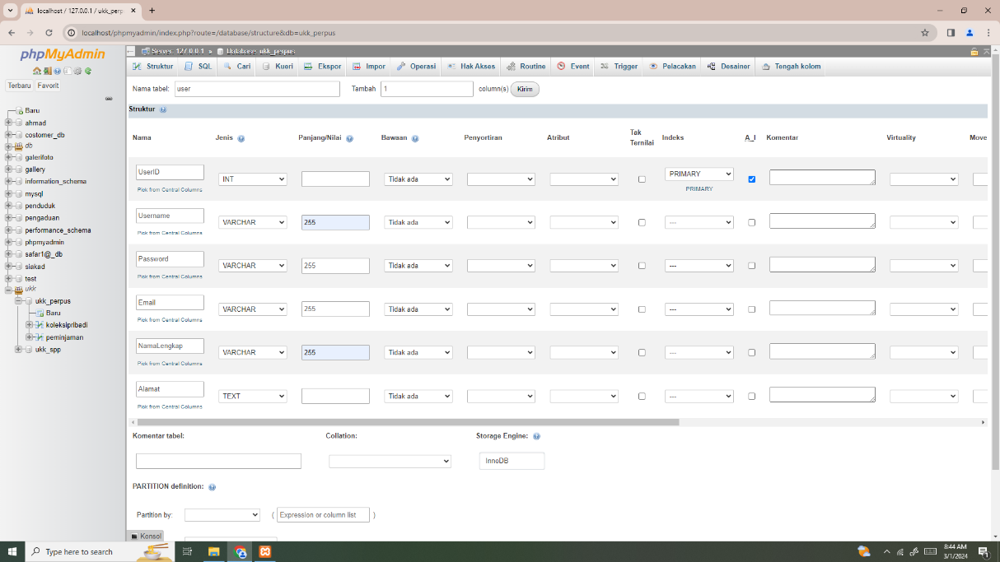 localhost / 127.0.0.1 / ukk_perp
localhost/phpmyadmin/index.php?route=/database/structure&db=ukk_perpus
phpMyAdmin
Terbaru Favorit
Baru
ahmad
costomer_db
db
galerifoto
gallery
information_schema
mysql
penduduk
pengaduan
performance_schema
phpmyadmin
safar1@_db
siakad
test
ukk
ukk_perpus
Baru
koleksipribadi
peminjaman
ukk_spp
Server: 127.0.0.1 » Database: ukk_perpus
Struktur SQL Cari Kueri Ekspor Impor Operasi Hak Akses Routine Event Trigger Pelacakan Desainer Tengah kolom
Nama tabel: user Tambah 1 column(s) Kirim
Struktur
Nama Jenis Panjang/Nilai Bawaan Penyortiran Atribut Tak Ternilai Indeks A_I Komentar Virtuality Move
UserID INT Tidak ada PRIMARY
Pick from Central Columns PRIMARY
Username VARCHAR 255 Tidak ada ---
Pick from Central Columns
Password VARCHAR 255 Tidak ada ---
Pick from Central Columns
Email VARCHAR 255 Tidak ada ---
Pick from Central Columns
NamaLengkap VARCHAR 255 Tidak ada ---
Pick from Central Columns
Alamat TEXT Tidak ada ---
Pick from Central Columns
Komentar tabel: Collation: Storage Engine:
InnoDB
PARTITION definition:
Partition by: ( Expression or column list )
Konsol
Type here to search
8:44 AM
3/1/2024
1